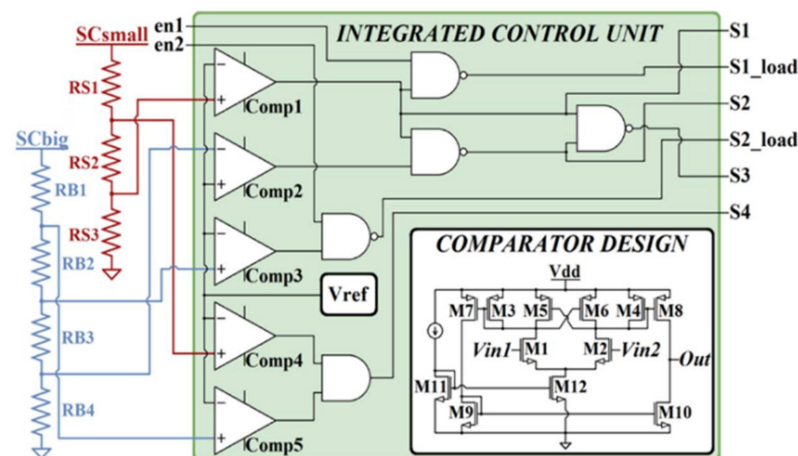 en1
INTEGRATED CONTROL UNIT
S1
SCsmall
en2
S1_load
RS1
−
+
Comp1
S2
SCbig
RS2
−
+
Comp2
S2_load
RB1
S3
RS3
−
+
Comp3
S4
RB2
Vref
COMPARATOR DESIGN
Vdd
RB3
−
+
Comp4
M7
M3
M5
M6
M4
M8
Vin1
M1
M2
Vin2
Out
RB4
−
+
Comp5
M11
M12
M9
M10